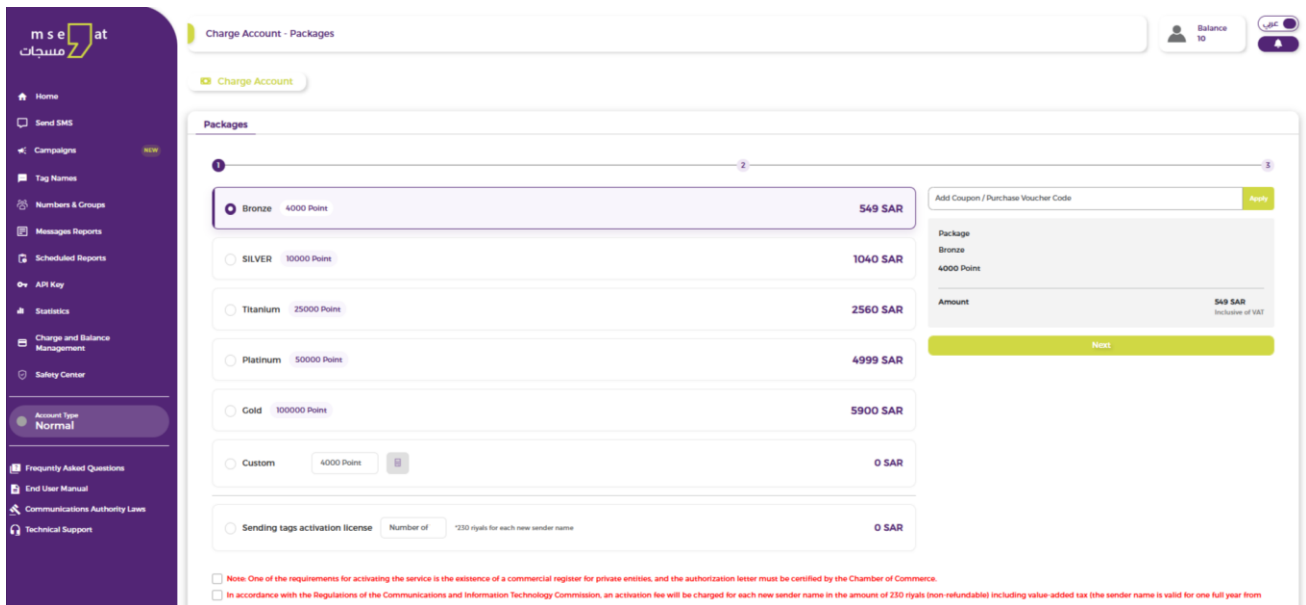 mse at
مسجات
Charge Account - Packages
Balance
10
عربي
Charge Account
Home
Send SMS
Campaigns NEW
Tag Names
Numbers & Groups
Messages Reports
Scheduled Reports
API Key
Statistics
Charge and Balance
Management
Safety Center
Account Type
Normal
Frequntly Asked Questions
End User Manual
Communications Authority Laws
Technical Support
Packages
1 2 3
Bronze 4000 Point 549 SAR
SILVER 10000 Point 1040 SAR
Titanium 25000 Point 2560 SAR
Platinum 50000 Point 4999 SAR
Gold 100000 Point 5900 SAR
Custom 4000 Point 0 SAR
Sending tags activation license Number of *230 riyals for each new sender name 0 SAR
Add Coupon / Purchase Voucher Code Apply
Package
Bronze
4000 Point
Amount 549 SAR
Inclusive of VAT
Next
Note: One of the requirements for activating the service is the existence of a commercial register for private entities, and the authorization letter must be certified by the Chamber of Commerce.
In accordance with the Regulations of the Communications and Information Technology Commission, an activation fee will be charged for each new sender name in the amount of 230 riyals (non-refundable) including value-added tax (the sender name is valid for one full year from